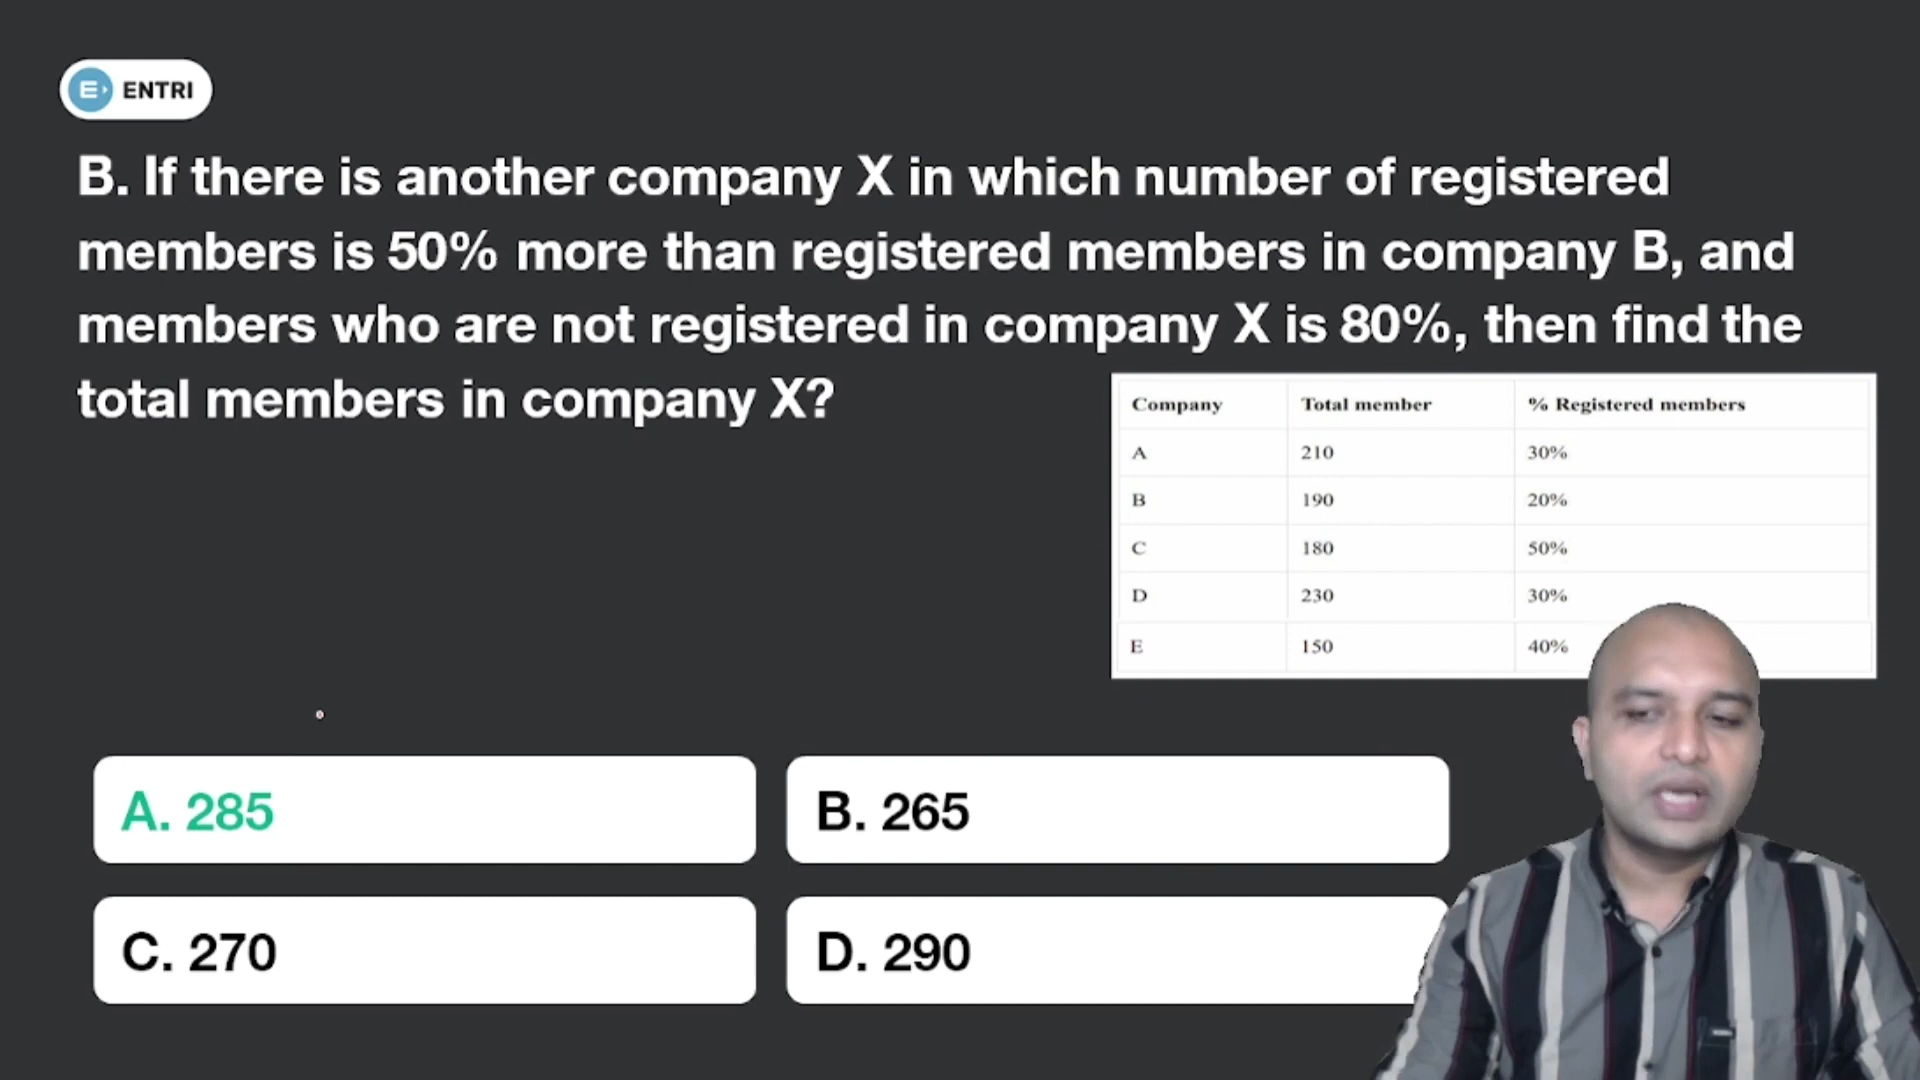 ENTRI
B. If there is another company X in which number of registered
members is 50% more than registered members in company B, and
members who are not registered in company X is 80%, then find the
total members in company X?
Company Total member % Registered members
A 210 30%
B 190 20%
C 180 50%
D 230 30%
E 150 40%
A. 285
B. 265
C. 270
D. 290